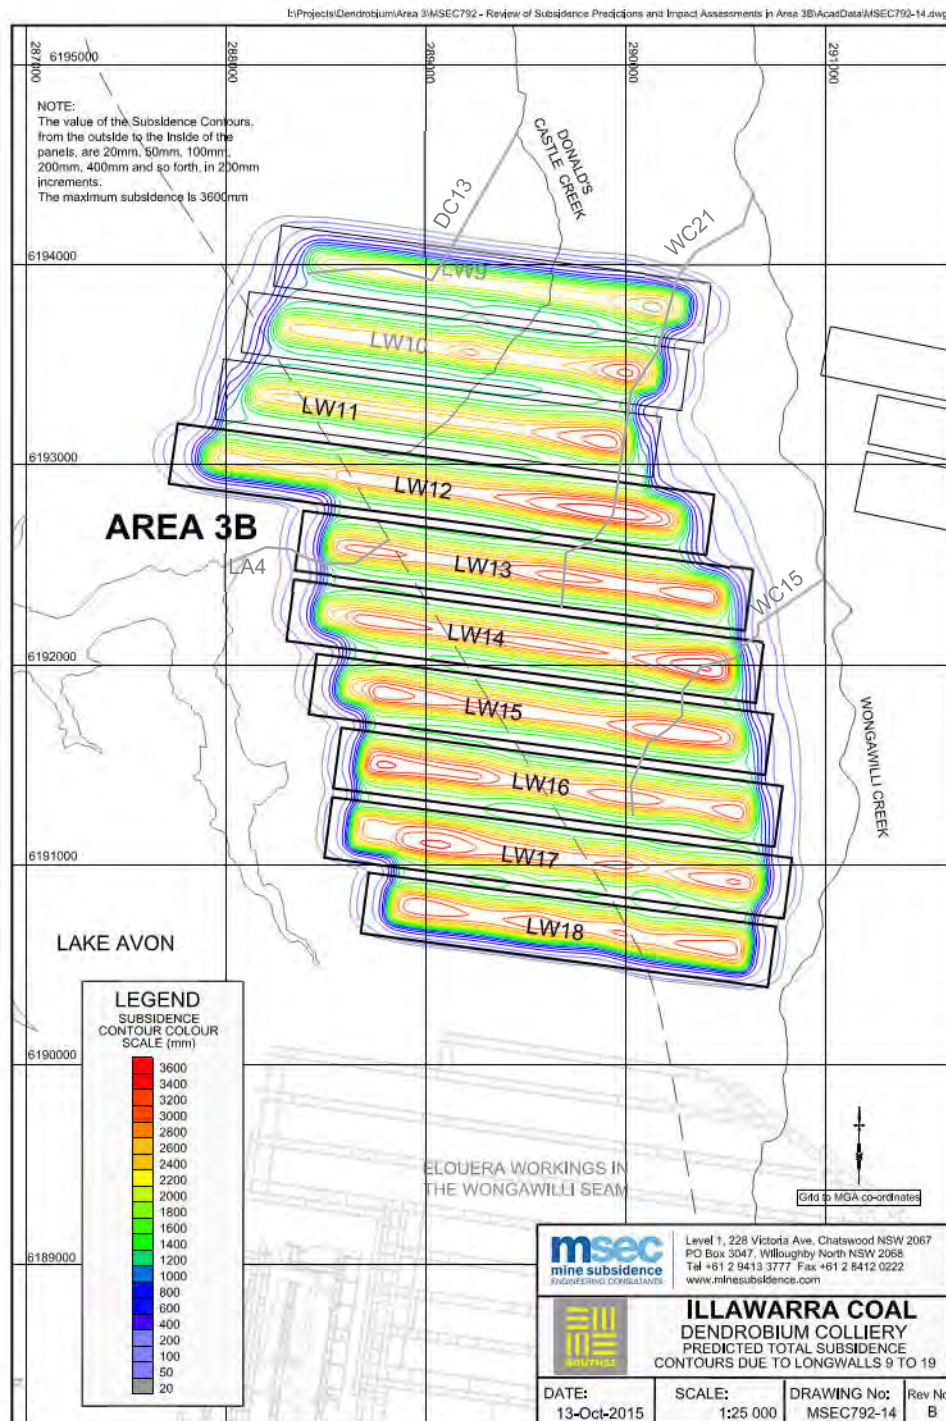 I:\Projects\Dendrobium\Area 3\MSEC792 - Review of Subsidence Predictions and Impact Assessments in Area 3B\AcadData\MSEC792-14.dwg
287000
288000
289000
290000
291000
6195000
NOTE:
The value of the Subsidence Contours,
from the outside to the inside of the
panels, are 20mm, 50mm, 100mm,
200mm, 400mm and so forth, in 200mm
increments.
The maximum subsidence is 3600mm
DONALD'S
CASTLE CREEK
DC13
WC21
6194000
LW9
LW10
LW11
6193000
LW12
AREA 3B
LA4
LW13
WC15
LW14
6192000
LW15
WONGAWILLI CREEK
LW16
6191000
LW17
LW18
LAKE AVON
LEGEND
SUBSIDENCE
CONTOUR COLOUR
SCALE (mm)
3600
3400
3200
3000
2800
2600
2400
2200
2000
1800
1600
1400
1200
1000
800
600
400
200
100
50
20
6190000
ELOUERA WORKINGS IN
THE WONGAWILLI SEAM
Grid to MGA co-ordinates
6189000
msec
mine subsidence
ENGINEERING CONSULTANTS
Level 1, 228 Victoria Ave, Chatswood NSW 2067
PO Box 3047, Willoughby North NSW 2068
Tel +61 2 9413 3777 Fax +61 2 8412 0222
www.minesubsidence.com
SOUTH32
ILLAWARRA COAL
DENDROBIUM COLLIERY
PREDICTED TOTAL SUBSIDENCE
CONTOURS DUE TO LONGWALLS 9 TO 19
DATE:
13-Oct-2015
SCALE:
1:25 000
DRAWING No:
MSEC792-14
Rev No
B